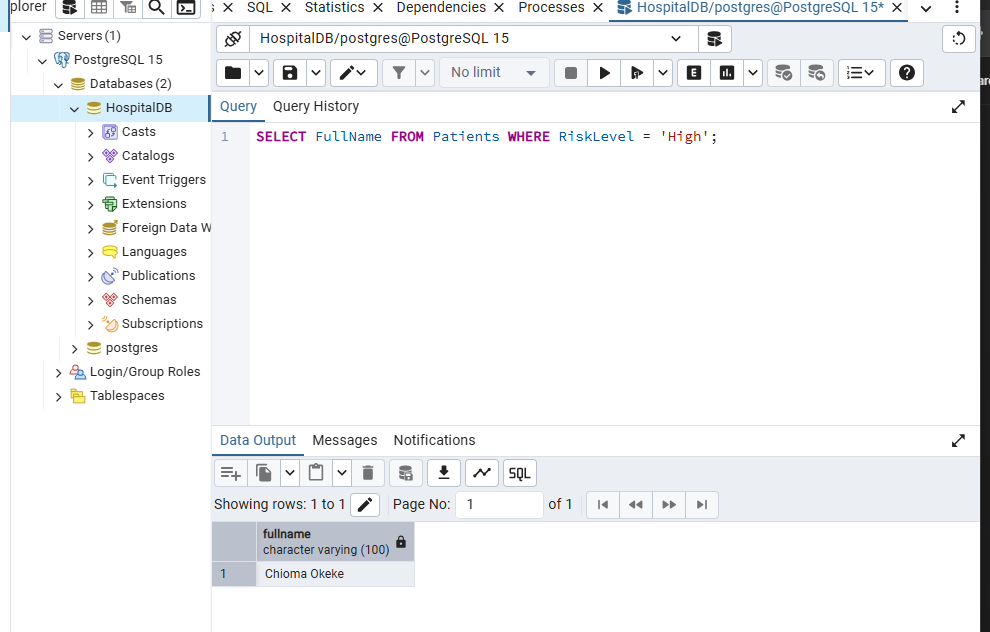 plorer
SQL
Statistics
Dependencies
Processes
HospitalDB/postgres@PostgreSQL 15*
Servers (1)
PostgreSQL 15
Databases (2)
HospitalDB
Casts
Catalogs
Event Triggers
Extensions
Foreign Data W
Languages
Publications
Schemas
Subscriptions
postgres
Login/Group Roles
Tablespaces
HospitalDB/postgres@PostgreSQL 15
No limit
E
Query Query History
1 SELECT FullName FROM Patients WHERE RiskLevel = 'High';
Data Output Messages Notifications
SQL
Showing rows: 1 to 1 Page No: 1 of 1
fullname
character varying (100)
1 Chioma Okeke